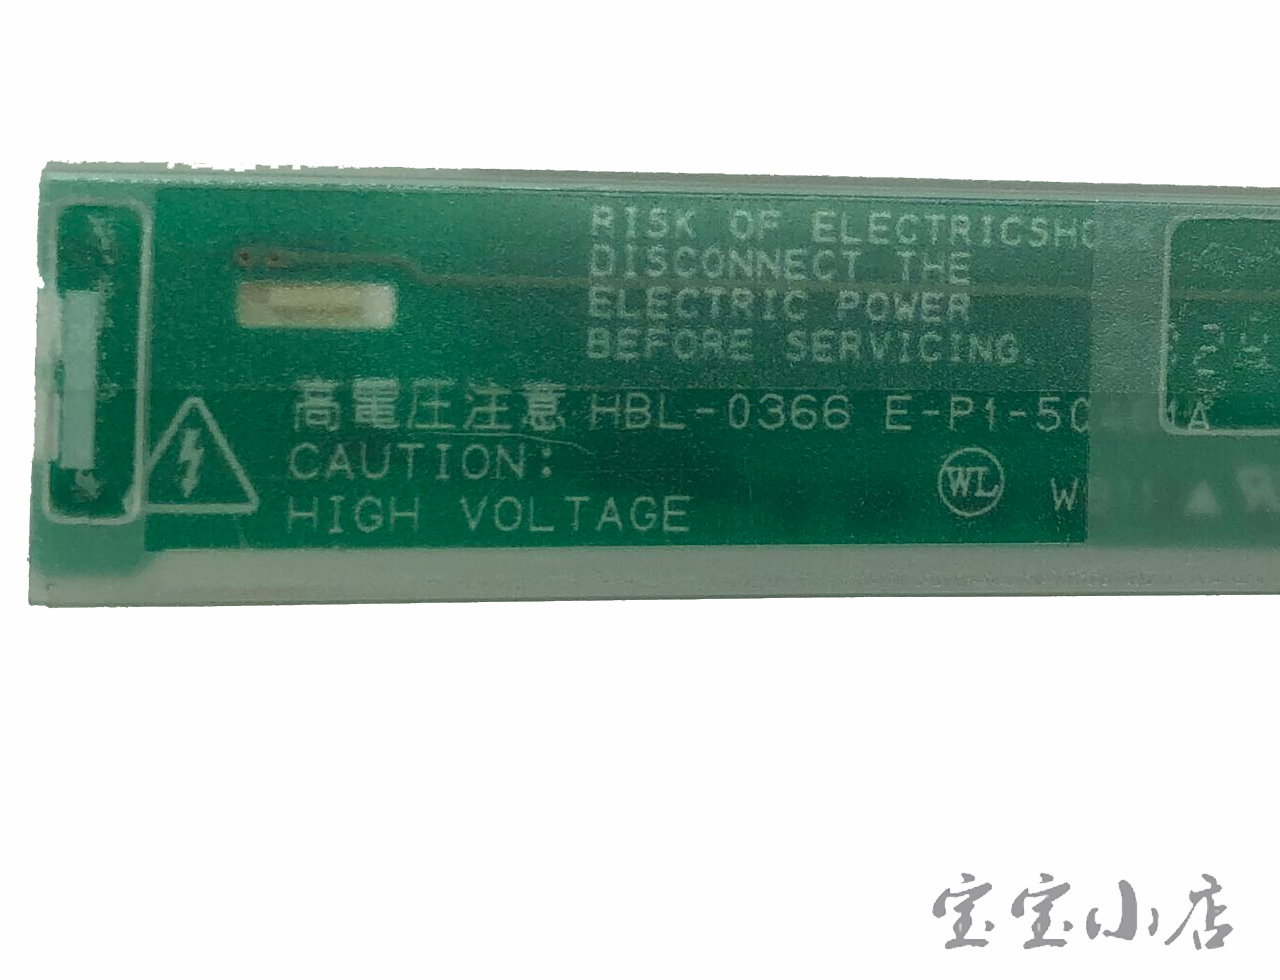 RISK OF ELECTRICSHO
DISCONNECT THE
ELECTRIC POWER
BEFORE SERVICING.
高電圧注意 HBL-0366 E-P1-50
CAUTION:
HIGH VOLTAGE
WL
宝宝小店